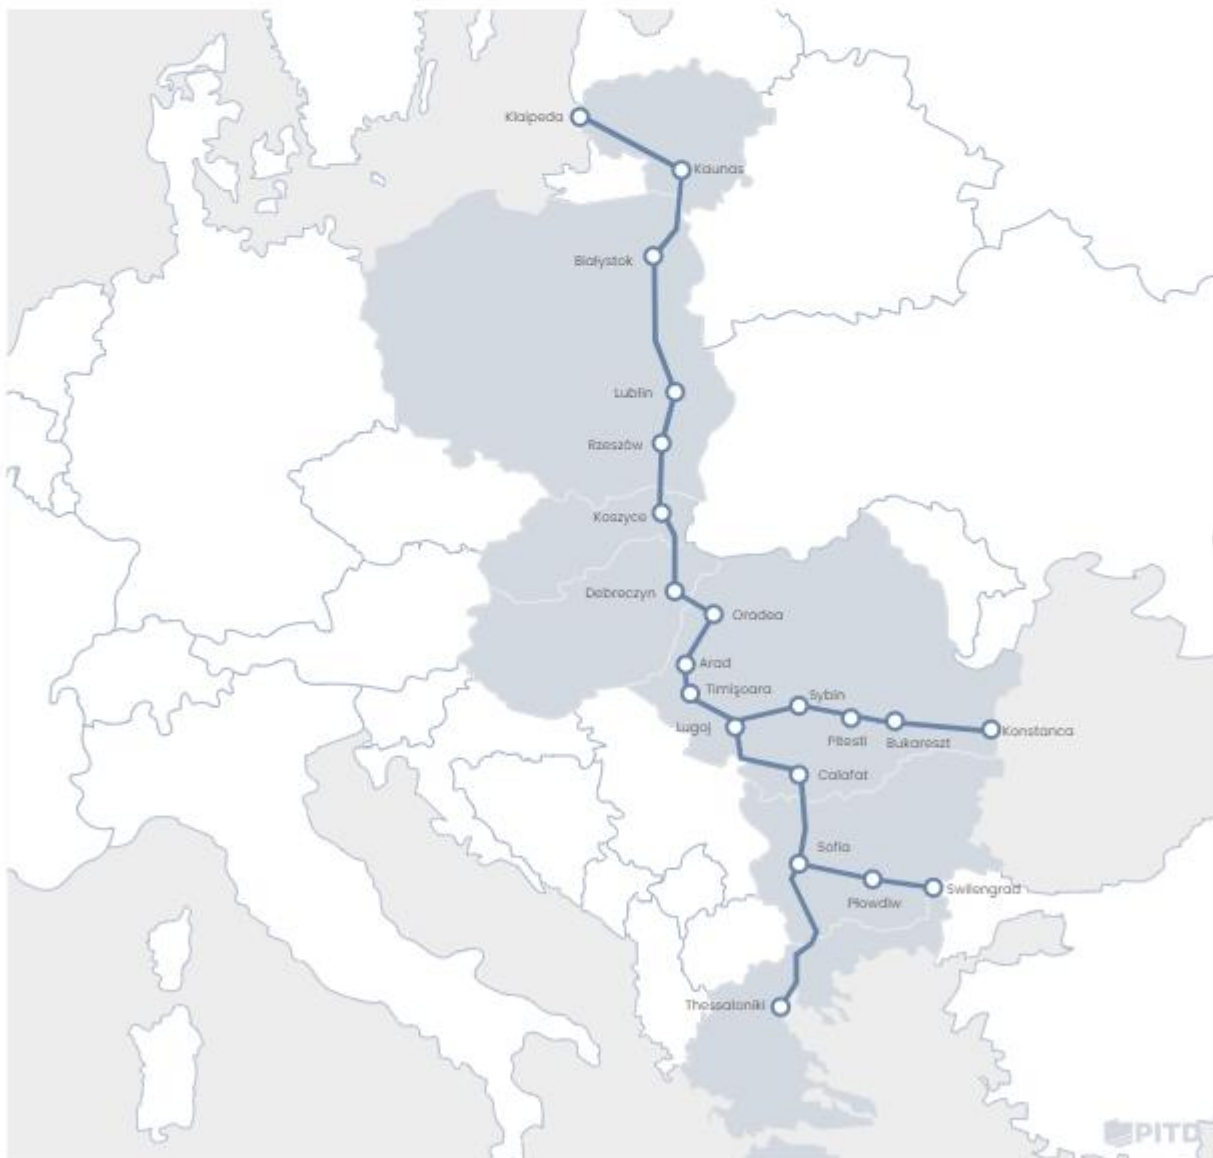 Klaipeda
Kaunas
Białystok
Lublin
Rzeszów
Koszyce
Debreczyn
Oradea
Arad
Timişoara
Sybin
Lugoj
Pitesti
Bukareszt
Konstanca
Calafat
Sofia
Płowdiw
Swilengrad
Thessaloniki
PITD